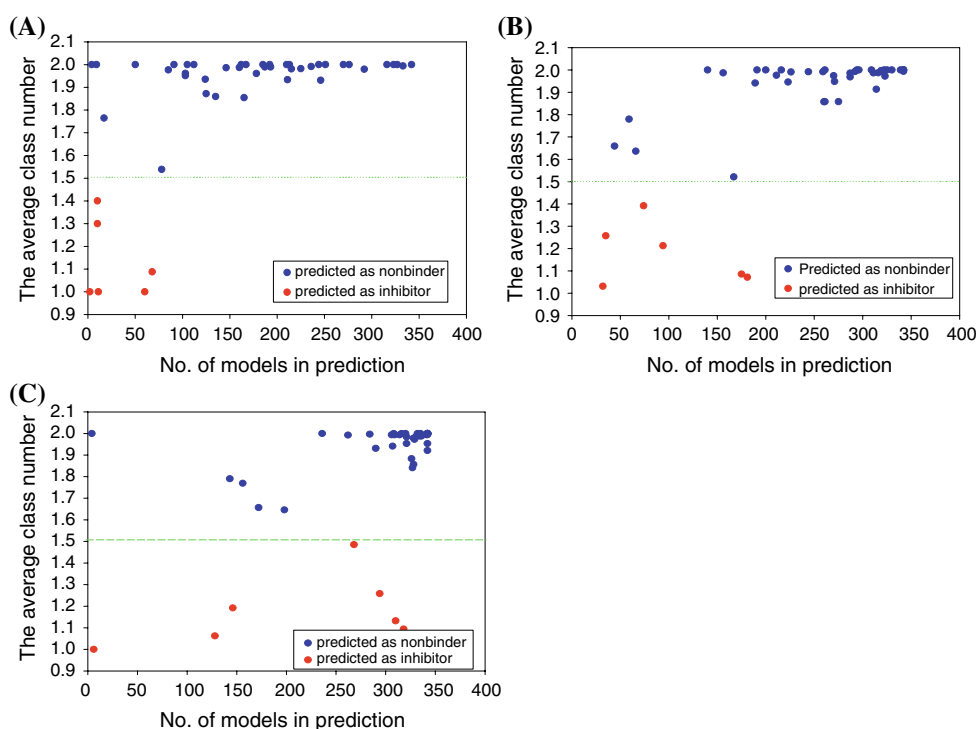 (A)
2.1
2.0
1.9
1.8
1.7
1.6
1.5
1.4
1.3
1.2
1.1
1.0
0.9
The average class number
predicted as nonbinder
predicted as inhibitor
0 50 100 150 200 250 300 350 400
No. of models in prediction
(B)
2.1
2.0
1.9
1.8
1.7
1.6
1.5
1.4
1.3
1.2
1.1
1.0
0.9
The average class number
Predicted as nonbinder
predicted as inhibitor
0 50 100 150 200 250 300 350 400
No. of models in prediction
(C)
2.1
2.0
1.9
1.8
1.7
1.6
1.5
1.4
1.3
1.2
1.1
1.0
0.9
The average class number
predicted as nonbinder
predicted as inhibitor
0 50 100 150 200 250 300 350 400
No. of models in prediction